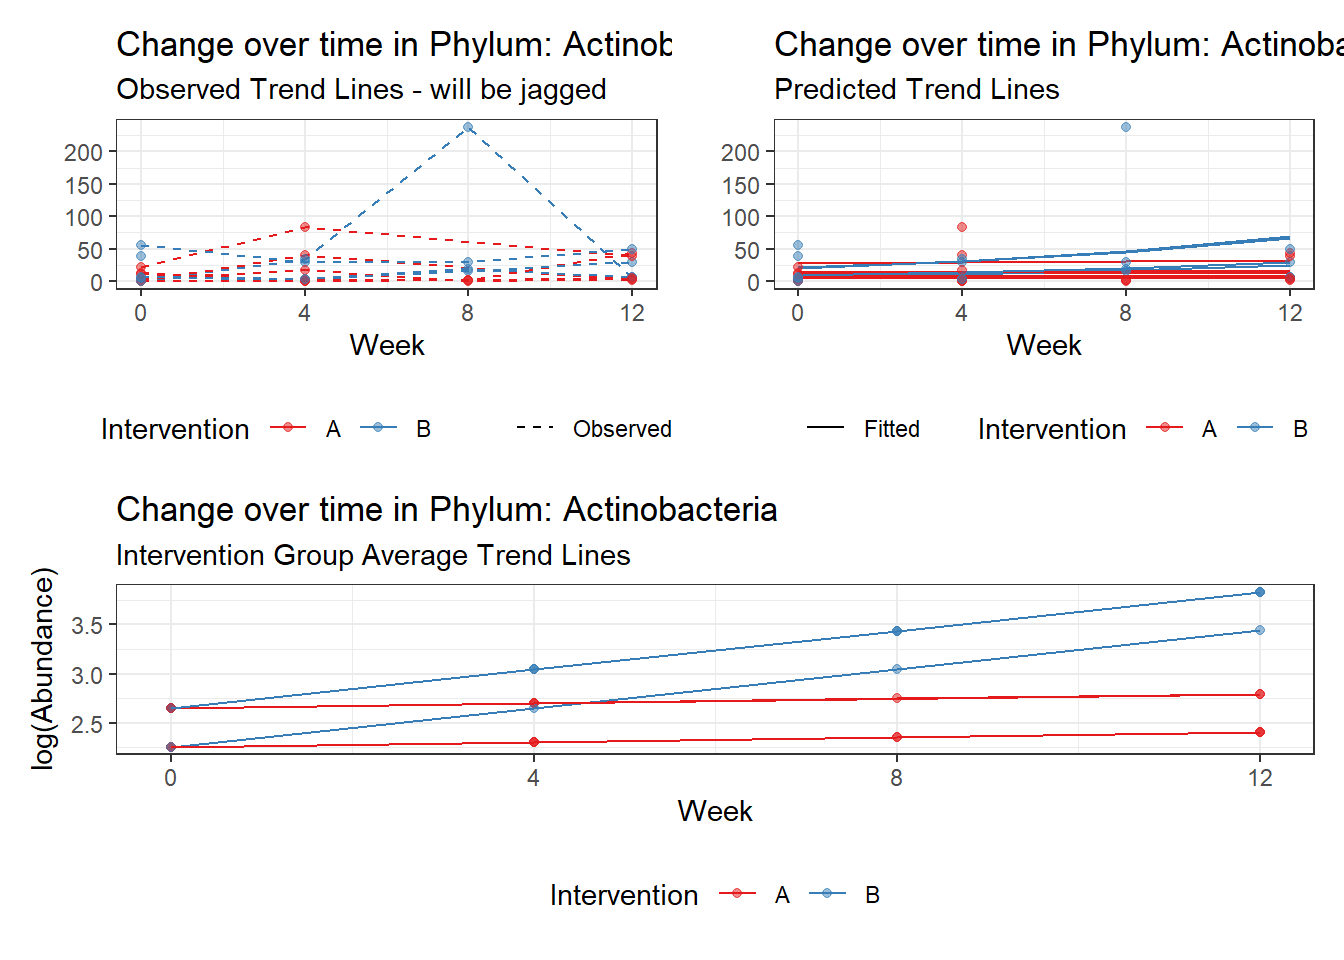 Change over time in Phylum: Actinob
Observed Trend Lines - will be jagged
200
150
100
50
0
0 4 8 12
Week
Intervention A B Observed
Change over time in Phylum: Actinoba
Predicted Trend Lines
200
150
100
50
0
0 4 8 12
Week
Fitted Intervention A B
Change over time in Phylum: Actinobacteria
Intervention Group Average Trend Lines
log(Abundance)
3.5
3.0
2.5
0 4 8 12
Week
Intervention A B